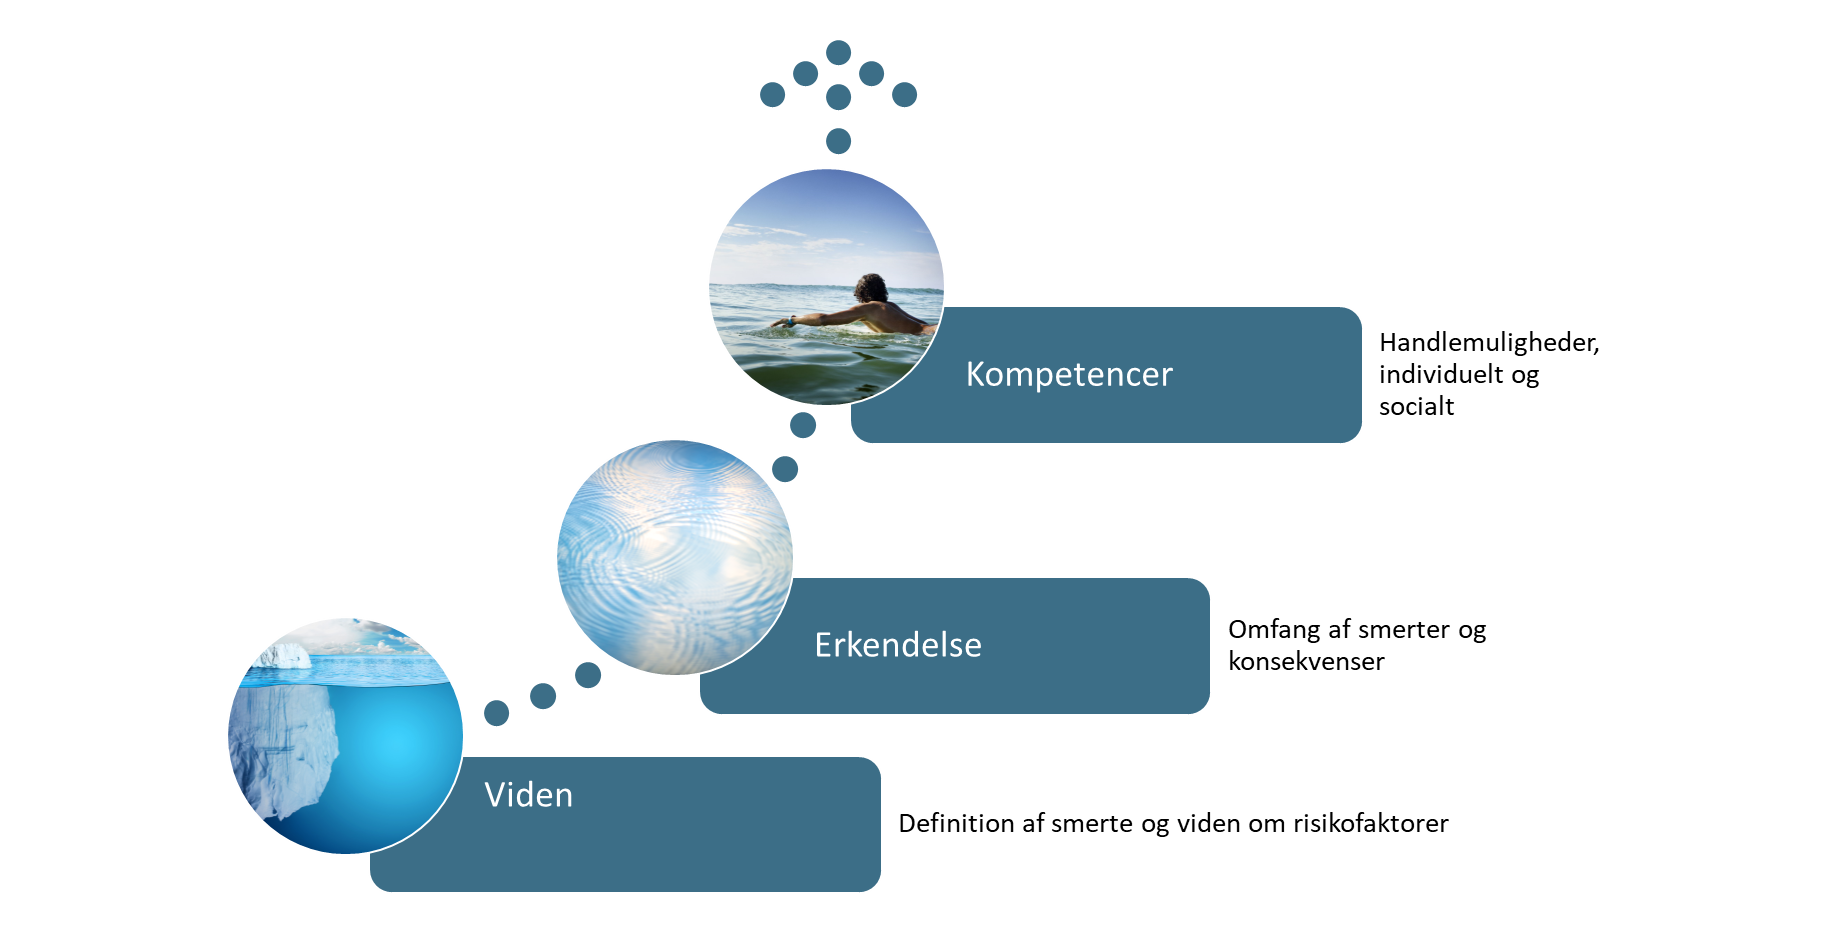 Kompetencer
Handlemuligheder,
individuelt og
socialt
Erkendelse
Omfang af smerter og
konsekvenser
Viden
Definition af smerte og viden om risikofaktorer